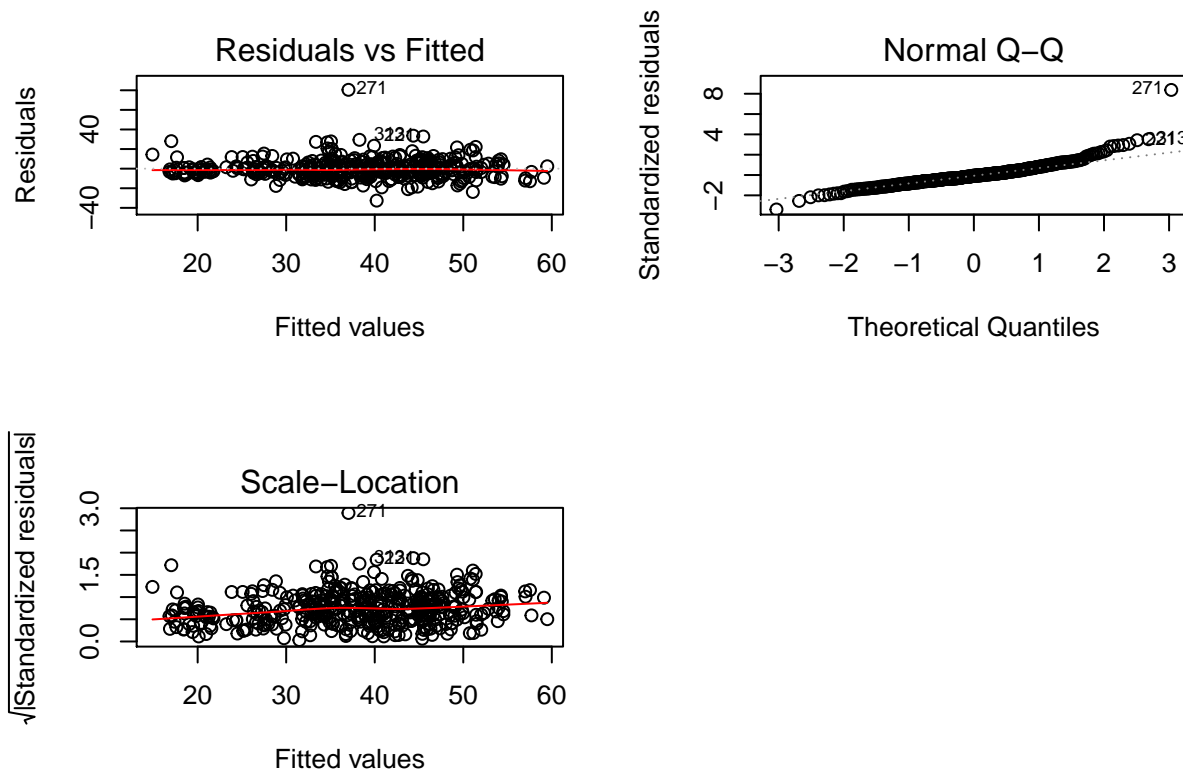 Residuals vs Fitted
Residuals
40
−40
271
20 30 40 50 60
Fitted values
Normal Q−Q
Standardized residuals
8
4
−2
271
−3 −2 −1 0 1 2 3
Theoretical Quantiles
Scale−Location
√|Standardized residuals|
3.0
1.5
0.0
271
20 30 40 50 60
Fitted values